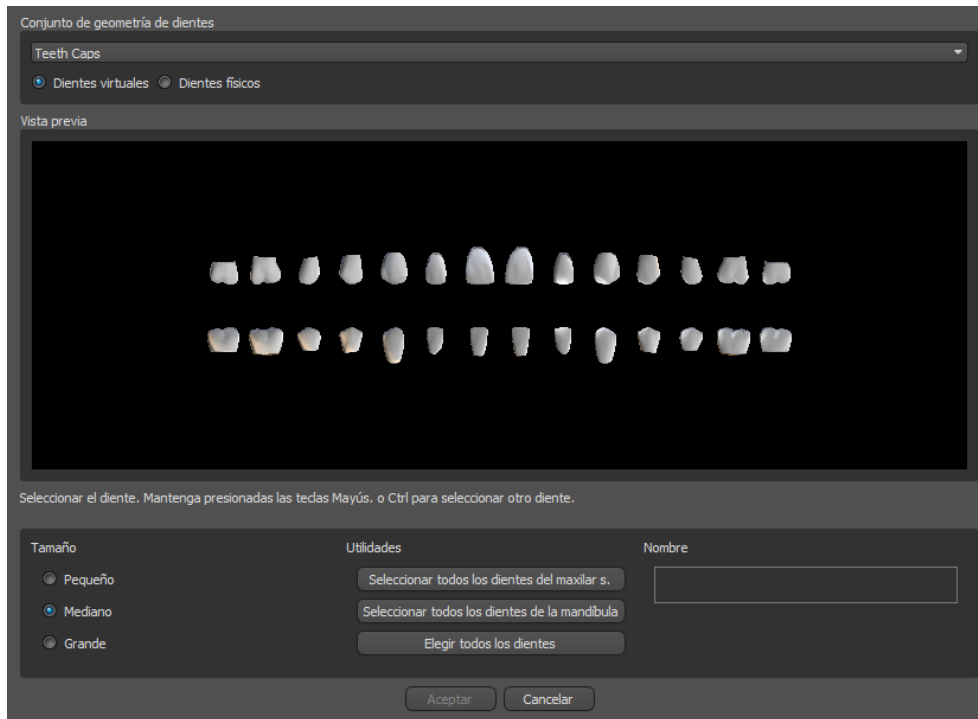 Conjunto de geometría de dientes
Teeth Caps
Dientes virtuales Dientes físicos
Vista previa
Seleccionar el diente. Mantenga presionadas las teclas Mayús. o Ctrl para seleccionar otro diente.
Tamaño Utilidades Nombre
Pequeño Seleccionar todos los dientes del maxilar s.
Mediano Seleccionar todos los dientes de la mandíbula
Grande Elegir todos los dientes
Aceptar Cancelar